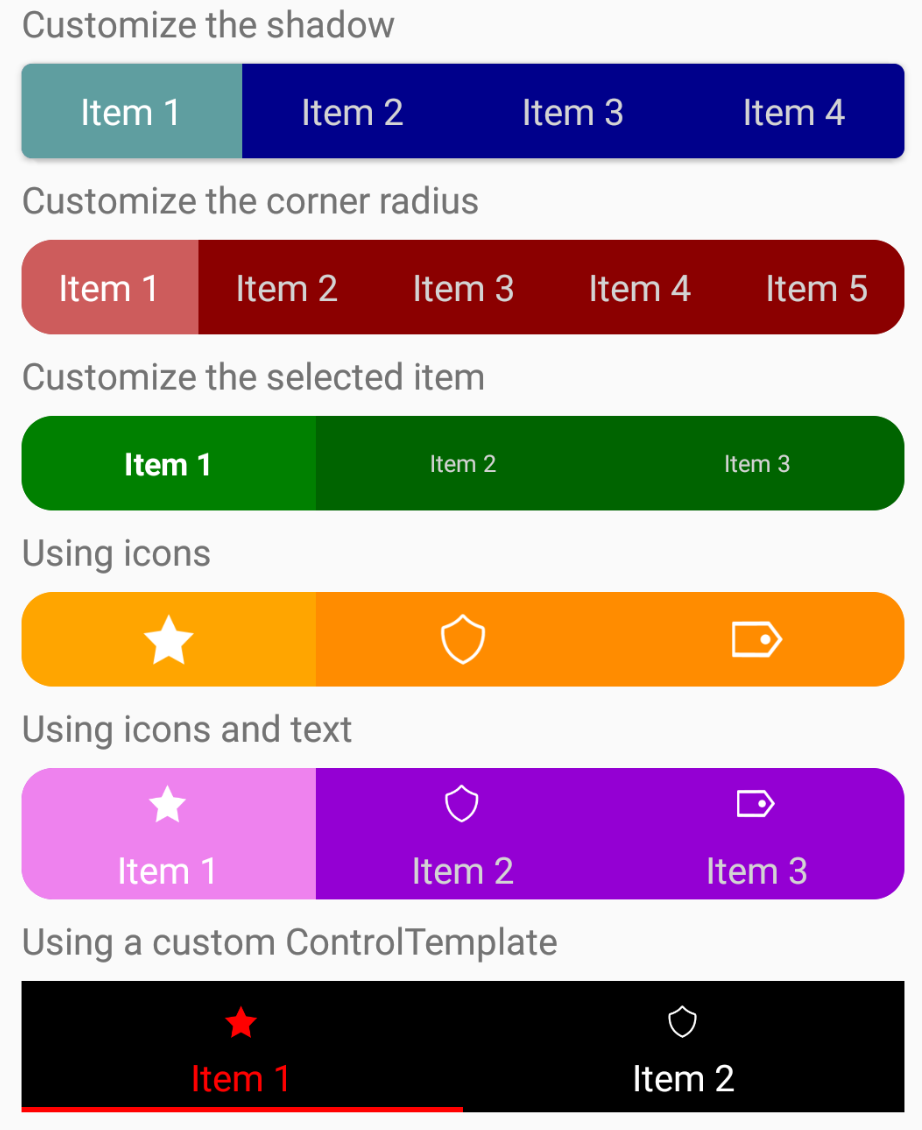 Customize the shadow
Item 1 Item 2 Item 3 Item 4
Customize the corner radius
Item 1 Item 2 Item 3 Item 4 Item 5
Customize the selected item
Item 1 Item 2 Item 3
Using icons
Using icons and text
Item 1 Item 2 Item 3
Using a custom ControlTemplate
Item 1 Item 2